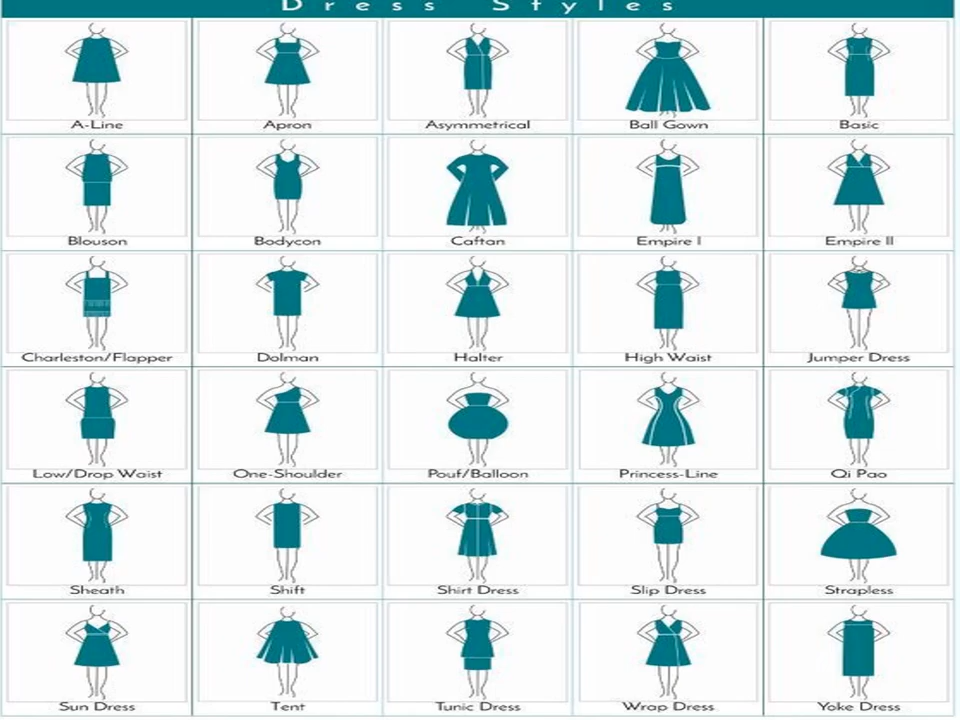 Dress Styles
A-Line
Apron
Asymmetrical
Ball Gown
Basic
Blouson
Bodycon
Caftan
Empire I
Empire II
Charleston/Flapper
Dolman
Halter
High Waist
Jumper Dress
Low/Drop Waist
One-Shoulder
Pouf/Balloon
Princess-Line
Qi Pao
Sheath
Shift
Shirt Dress
Slip Dress
Strapless
Sun Dress
Tent
Tunic Dress
Wrap Dress
Yoke Dress